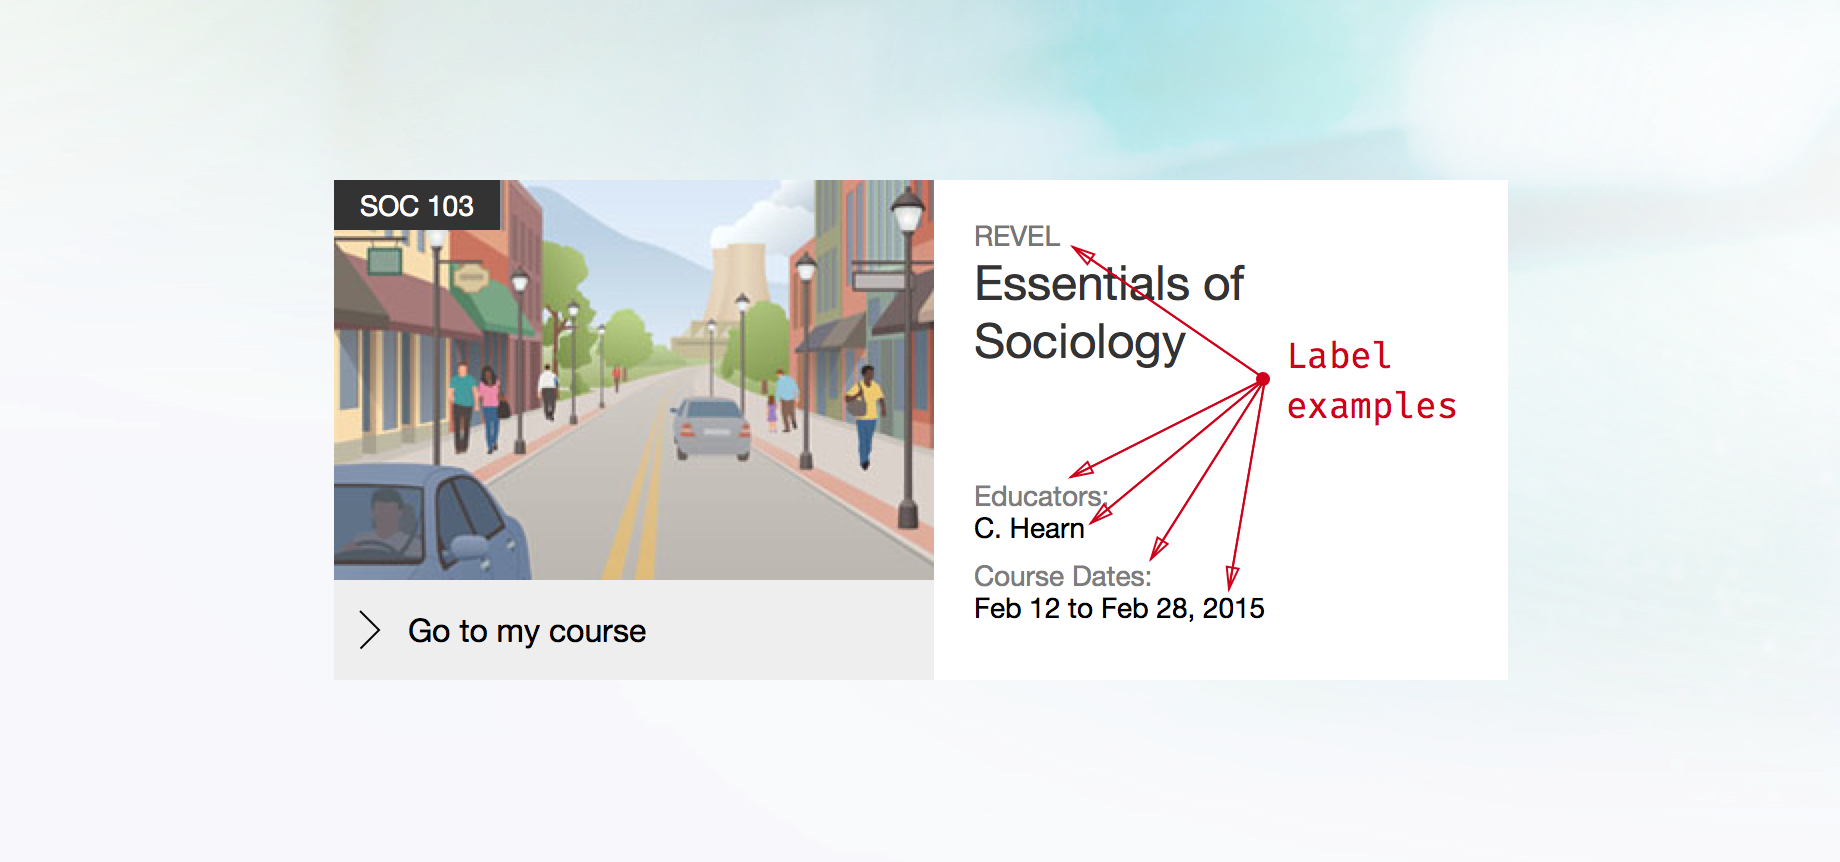 SOC 103
Go to my course
REVEL
Essentials of
Sociology
Label
examples
Educators:
C. Hearn
Course Dates:
Feb 12 to Feb 28, 2015